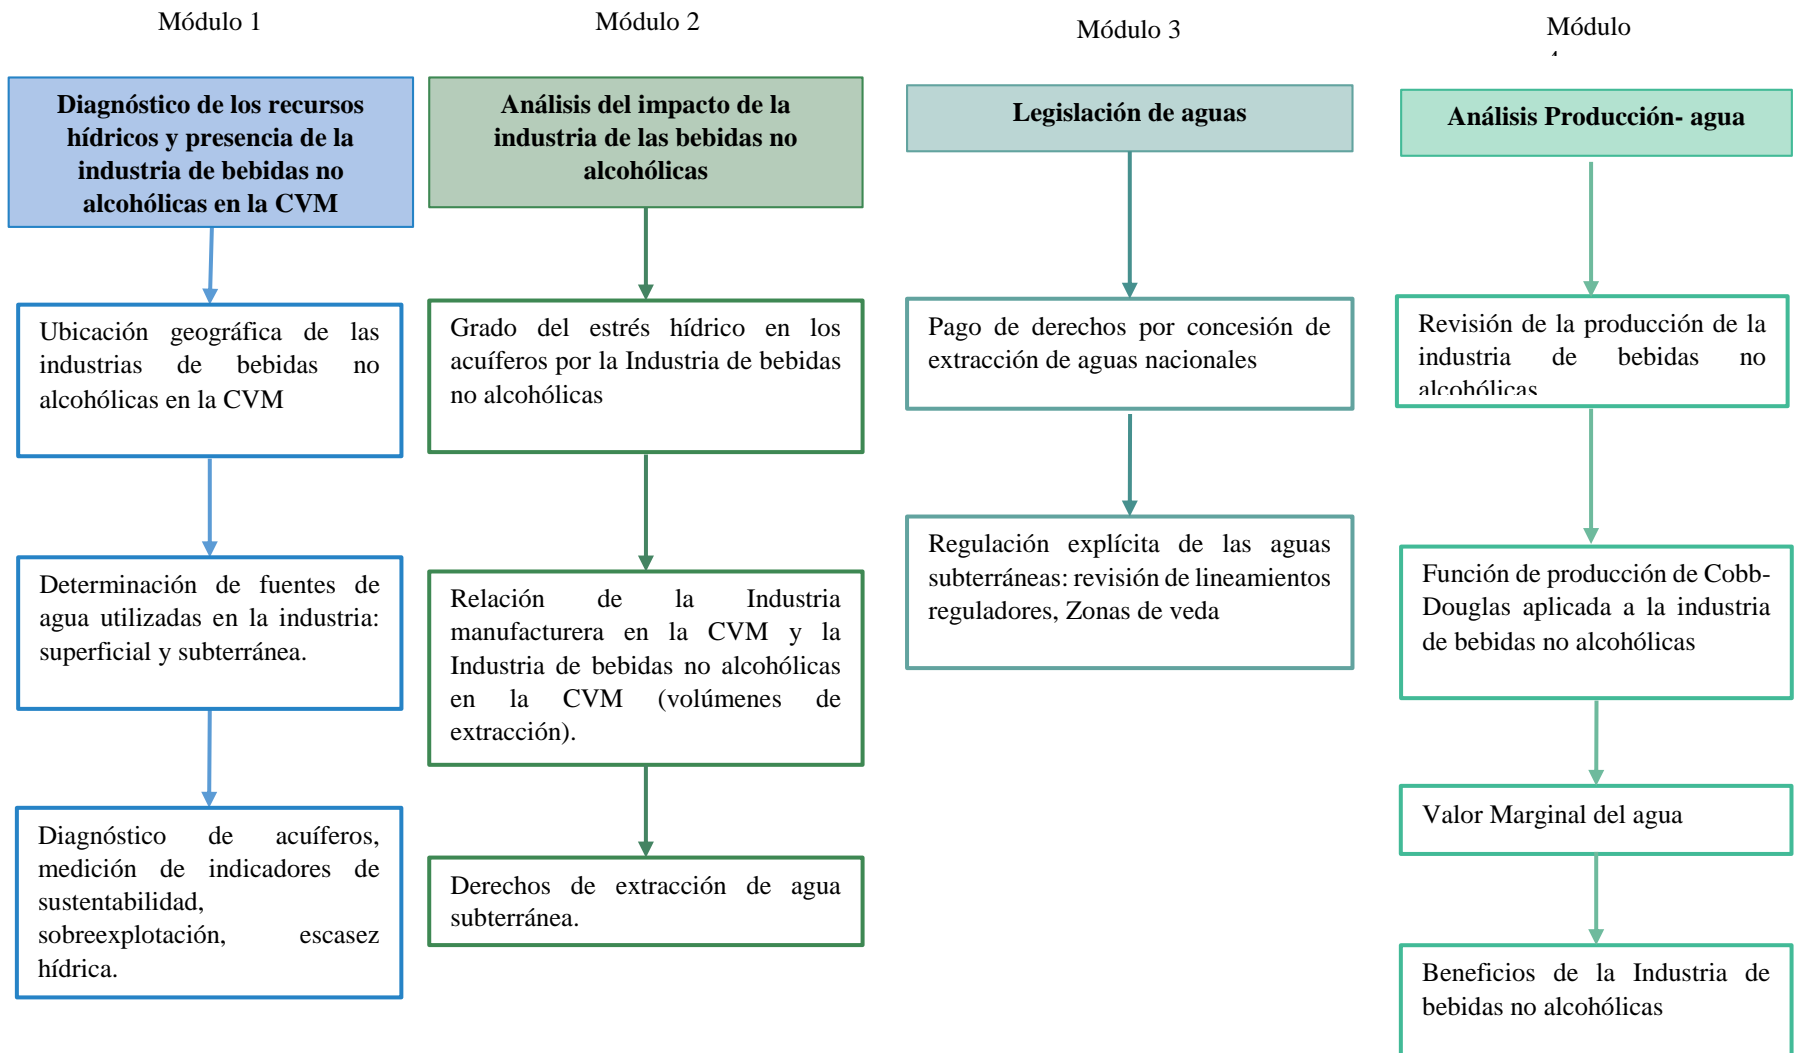 Módulo 1
Diagnóstico de los recursos
hídricos y presencia de la
industria de bebidas no
alcohólicas en la CVM
Ubicación geográfica de las
industrias de bebidas no
alcohólicas en la CVM
Determinación de fuentes de
agua utilizadas en la industria:
superficial y subterránea.
Diagnóstico de acuíferos,
medición de indicadores de
sustentabilidad,
sobreexplotación, escasez
hídrica.
Módulo 2
Análisis del impacto de la
industria de las bebidas no
alcohólicas
Grado del estrés hídrico en los
acuíferos por la Industria de bebidas
no alcohólicas
Relación de la Industria
manufacturera en la CVM y la
Industria de bebidas no alcohólicas
en la CVM (volúmenes de
extracción).
Derechos de extracción de agua
subterránea.
Módulo 3
Legislación de aguas
Pago de derechos por concesión de
extracción de aguas nacionales
Regulación explícita de las aguas
subterráneas: revisión de lineamientos
reguladores, Zonas de veda
Módulo
Análisis Producción- agua
Revisión de la producción de la
industria de bebidas no
alcohólicas
Función de producción de Cobb-
Douglas aplicada a la industria
de bebidas no alcohólicas
Valor Marginal del agua
Beneficios de la Industria de
bebidas no alcohólicas